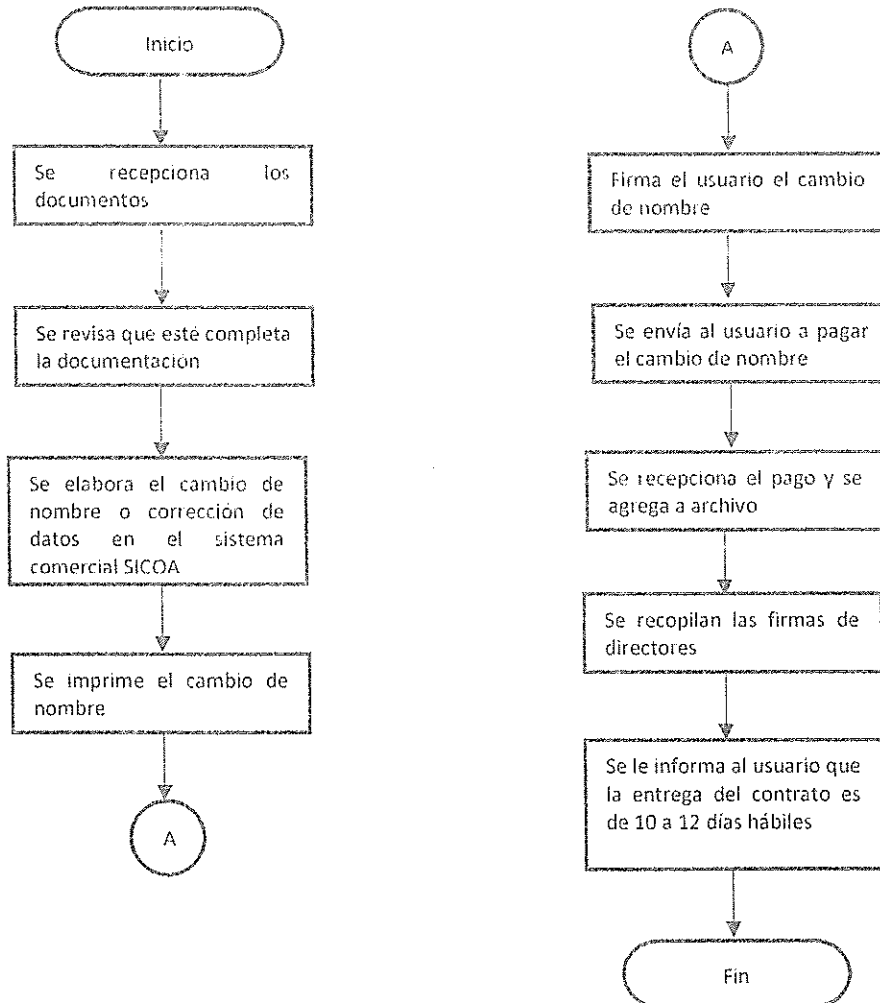 Inicio
Se recepciona los
documentos
Se revisa que esté completa
la documentación
Se elabora el cambio de
nombre o corrección de
datos en el sistema
comercial SICOA
Se imprime el cambio de
nombre
A
A
Firma el usuario el cambio
de nombre
Se envía al usuario a pagar
el cambio de nombre
Se recepciona el pago y se
agrega a archivo
Se recopilan las firmas de
directores
Se le informa al usuario que
la entrega del contrato es
de 10 a 12 días hábiles
Fin